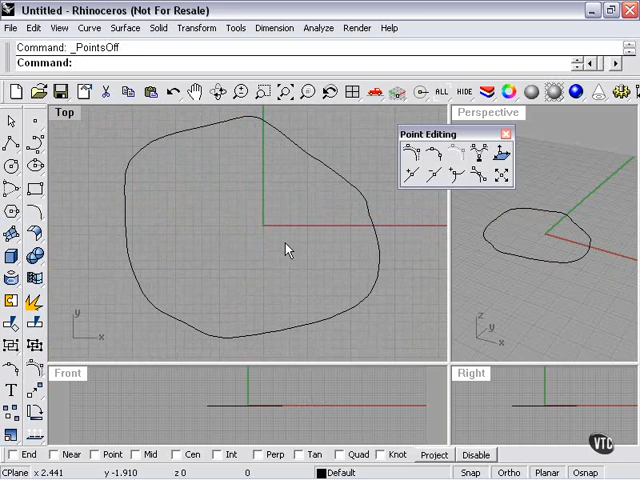 Untitled - Rhinoceros (Not For Resale)
File Edit View Curve Surface Solid Transform Tools Dimension Analyze Render Help
Command: _PointsOff
Command:
ALL HIDE
Top
Perspective
Point Editing
y
x
z
y
x
Front
Right
End Near Point Mid Cen Int Perp Tan Quad Knot Project Disable
VTC
CPlane x 2.441 y -1.910 z 0 0 Default Snap Ortho Planar Osnap